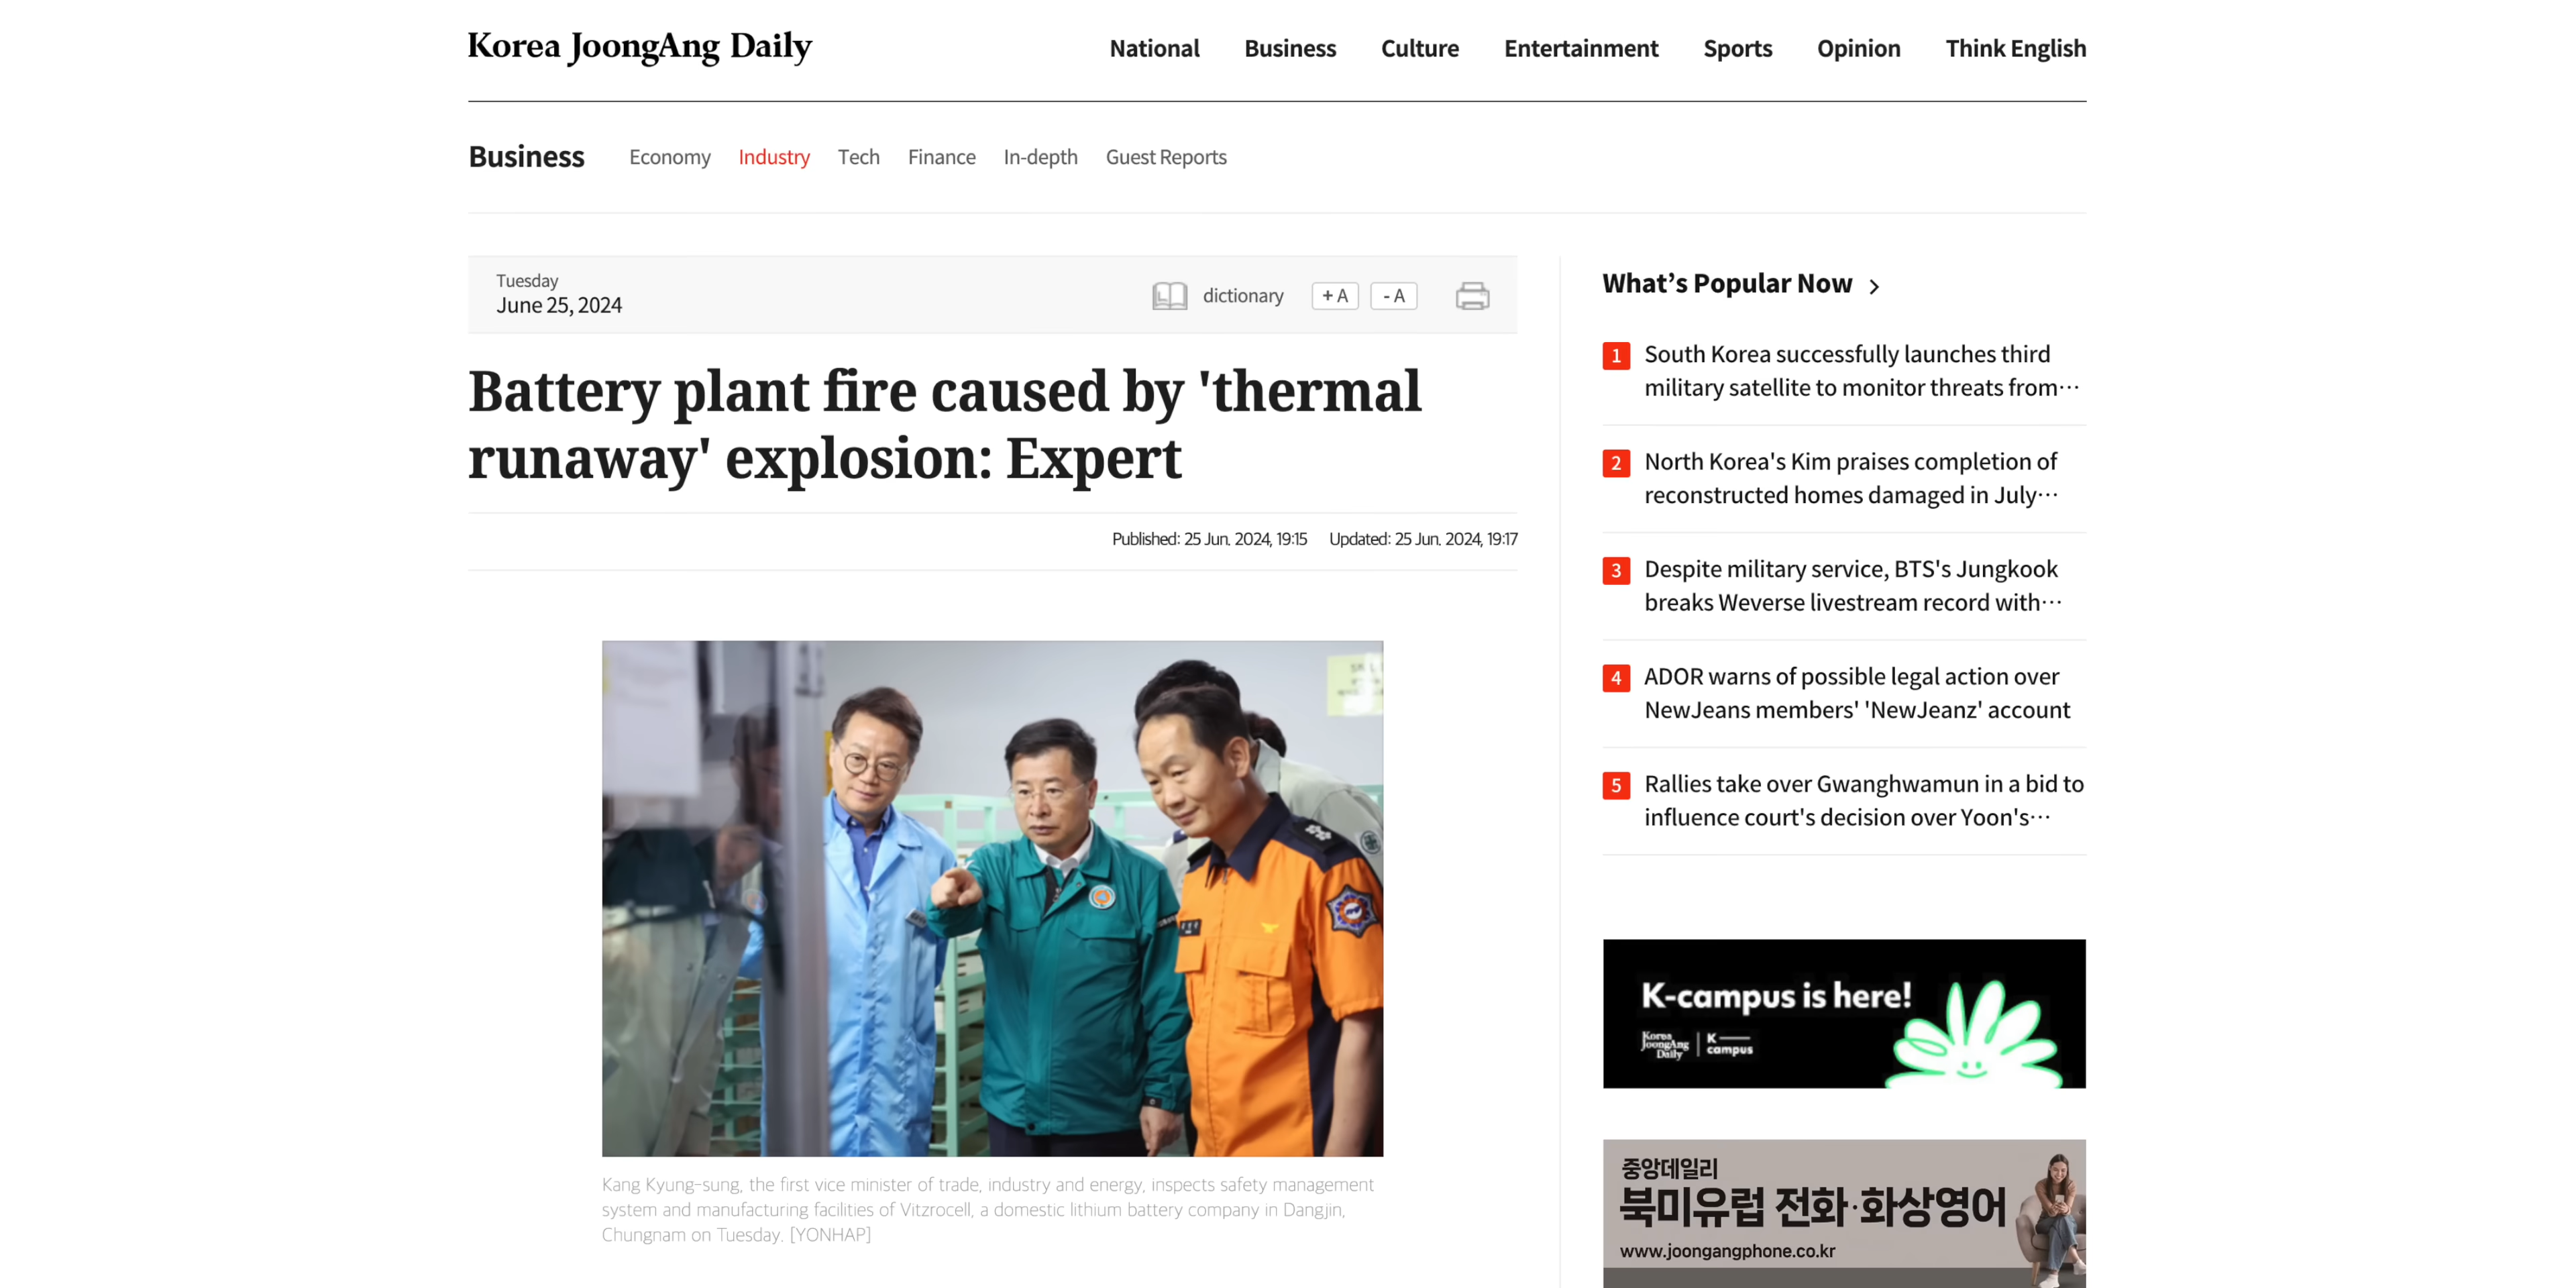 Korea JoongAng Daily
National Business Culture Entertainment Sports Opinion Think English
Business Economy Industry Tech Finance In-depth Guest Reports
Tuesday
June 25, 2024
dictionary +A -A
Battery plant fire caused by 'thermal
runaway' explosion: Expert
Published: 25 Jun. 2024, 19:15 Updated: 25 Jun. 2024, 19:17
Kang Kyung-sung, the first vice minister of trade, industry and energy, inspects safety management
system and manufacturing facilities of Vitzrocell, a domestic lithium battery company in Dangjin,
Chungnam on Tuesday. [YONHAP]
What's Popular Now
1 South Korea successfully launches third
military satellite to monitor threats from···
2 North Korea's Kim praises completion of
reconstructed homes damaged in July···
3 Despite military service, BTS's Jungkook
breaks Weverse livestream record with···
4 ADOR warns of possible legal action over
NewJeans members' 'NewJeanz' account
5 Rallies take over Gwanghwamun in a bid to
influence court's decision over Yoon's···
K-campus is here!
Korea
JoongAng
Daily
K
campus
중앙데일리
북미유럽 전화·화상영어
www.joongangphone.co.kr